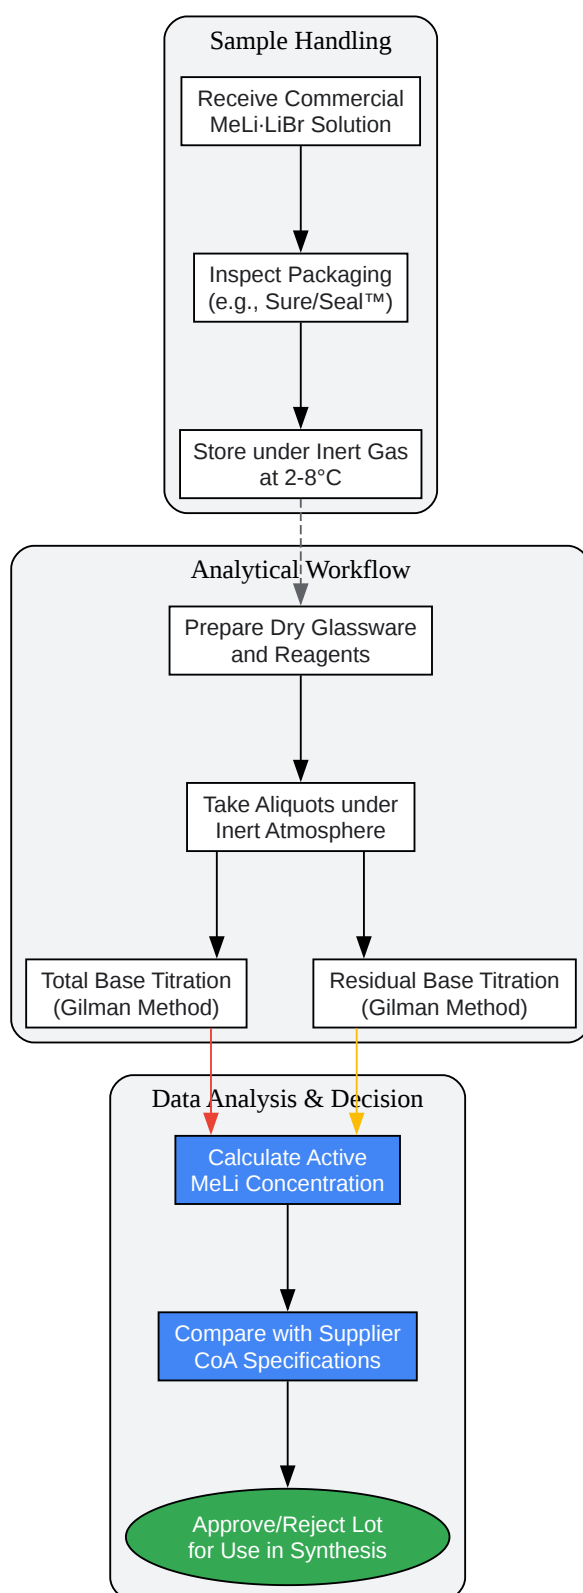 Sample Handling
Receive Commercial
MeLi·LiBr Solution
Inspect Packaging
(e.g., Sure/Seal™)
Store under Inert Gas
at 2-8°C
Analytical Workflow
Prepare Dry Glassware
and Reagents
Take Aliquots under
Inert Atmosphere
Total Base Titration
(Gilman Method)
Residual Base Titration
(Gilman Method)
Data Analysis & Decision
Calculate Active
MeLi Concentration
Compare with Supplier
CoA Specifications
Approve/Reject Lot
for Use in Synthesis